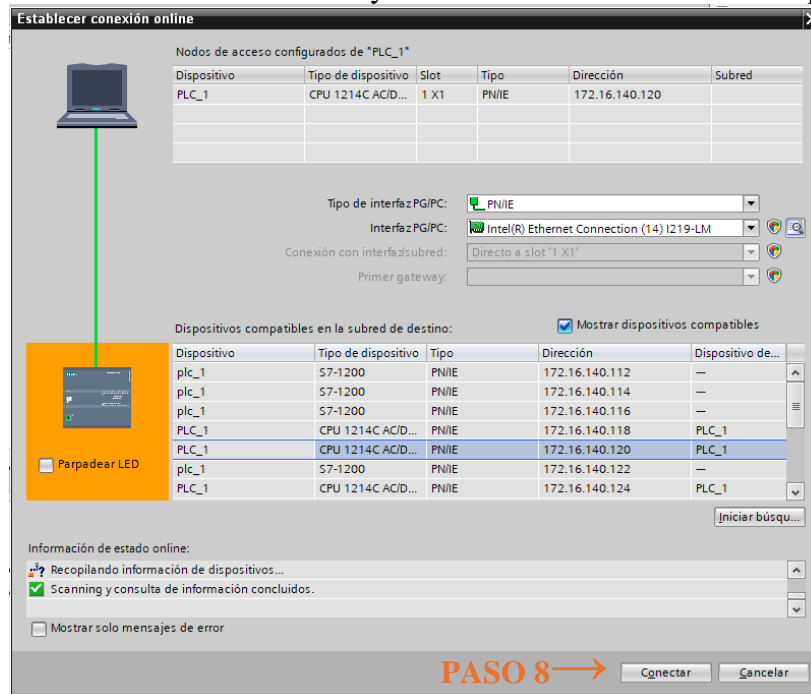 Establecer conexión online
Nodos de acceso configurados de "PLC_1"
Dispositivo Tipo de dispositivo Slot Tipo Dirección Subred
PLC_1 CPU 1214C AC/D... 1 X1 PN/IE 172.16.140.120
Tipo de interfaz PG/PC: PN/IE
Interfaz PG/PC: Intel(R) Ethernet Connection (14) I219-LM
Conexión con interfaz/subred: Directo a slot '1 X1'
Primer gateway:
Dispositivos compatibles en la subred de destino: Mostrar dispositivos compatibles
Dispositivo Tipo de dispositivo Tipo Dirección Dispositivo de...
plc_1 S7-1200 PN/IE 172.16.140.112 —
plc_1 S7-1200 PN/IE 172.16.140.114 —
plc_1 S7-1200 PN/IE 172.16.140.116 —
PLC_1 CPU 1214C AC/D... PN/IE 172.16.140.118 PLC_1
PLC_1 CPU 1214C AC/D... PN/IE 172.16.140.120 PLC_1
plc_1 S7-1200 PN/IE 172.16.140.122 —
PLC_1 CPU 1214C AC/D... PN/IE 172.16.140.124 PLC_1
Parpadear LED
Iniciar búsqu...
Información de estado online:
Recopilando información de dispositivos...
Scanning y consulta de información concluidos.
Mostrar solo mensajes de error
PASO 8 → Conectar Cancelar